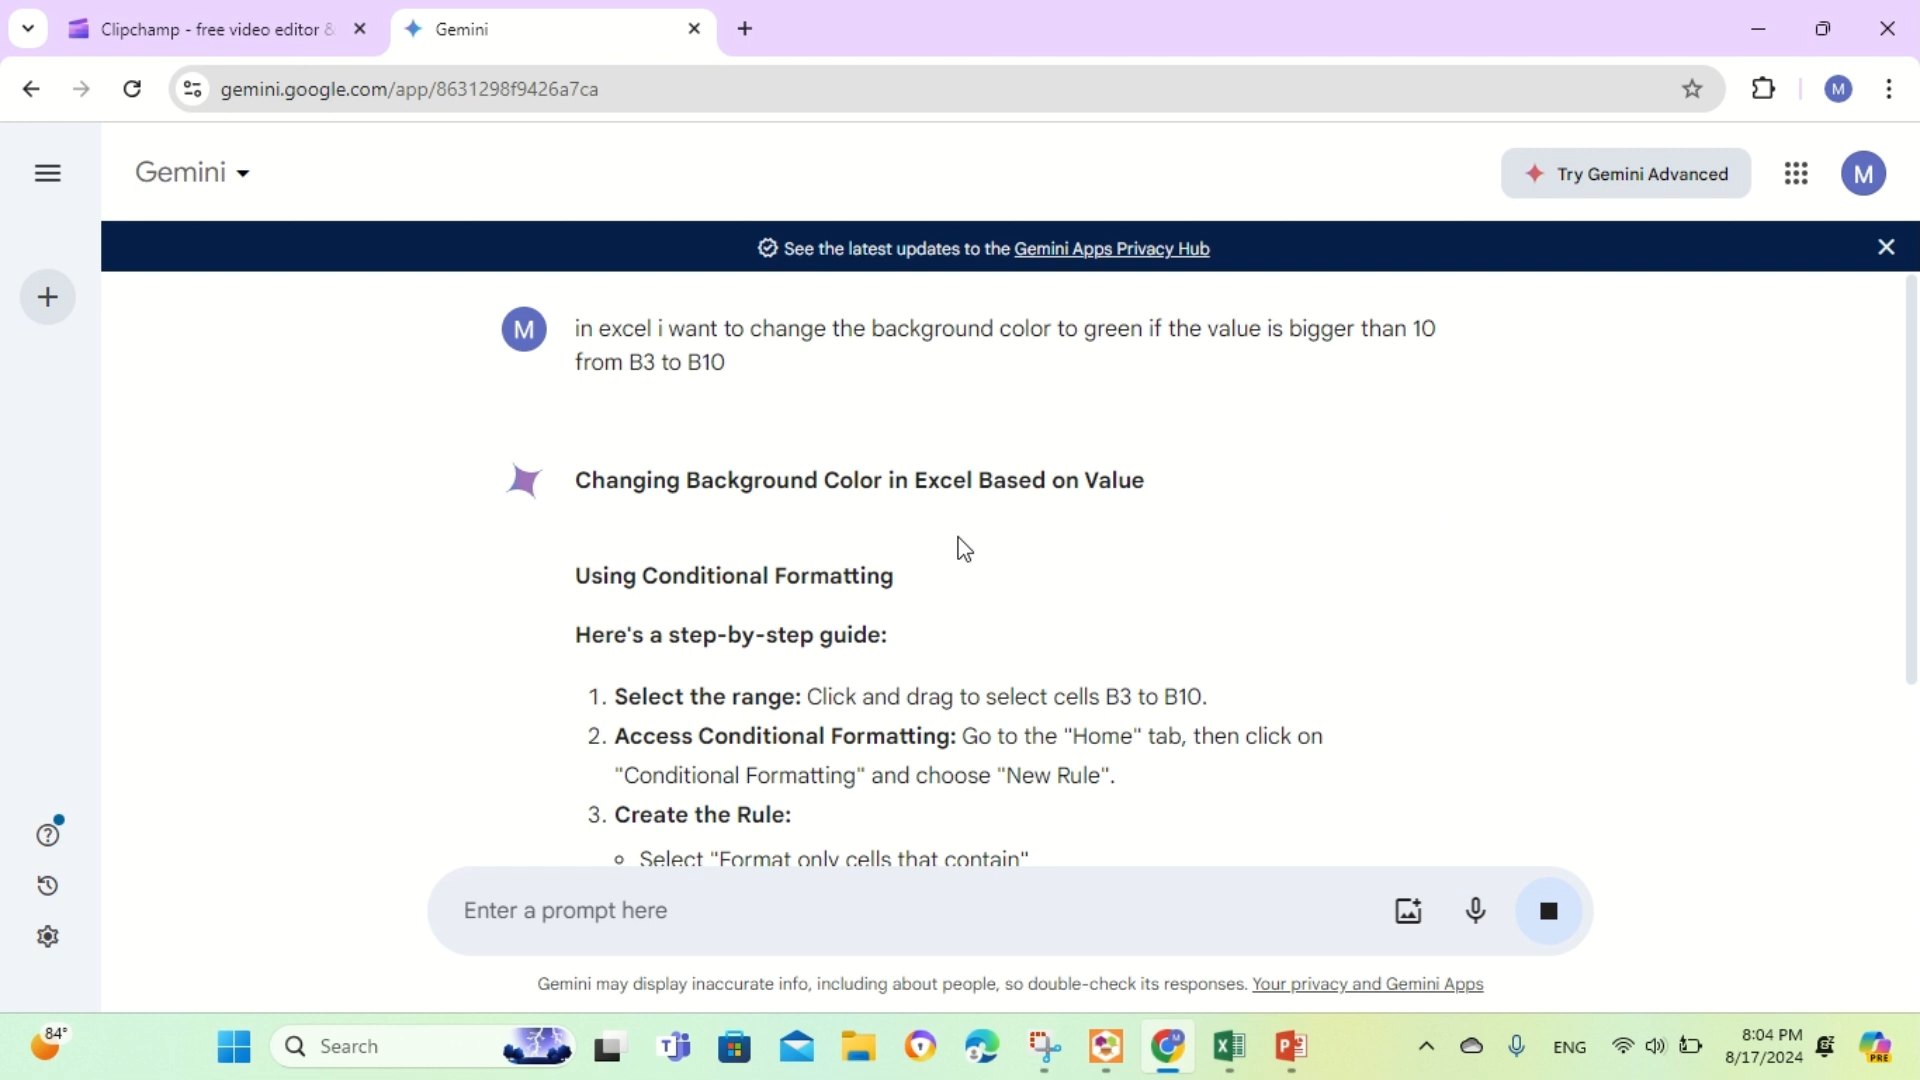 Clipchamp - free video editor &
Gemini
gemini.google.com/app/8631298f9426a7ca
M
Gemini
Try Gemini Advanced
M
See the latest updates to the Gemini Apps Privacy Hub
M
in excel i want to change the background color to green if the value is bigger than 10
from B3 to B10
Changing Background Color in Excel Based on Value
Using Conditional Formatting
Here's a step-by-step guide:
1. Select the range: Click and drag to select cells B3 to B10.
2. Access Conditional Formatting: Go to the "Home" tab, then click on
"Conditional Formatting" and choose "New Rule".
3. Create the Rule:
Select "Format only cells that contain"
Enter a prompt here
Gemini may display inaccurate info, including about people, so double-check its responses. Your privacy and Gemini Apps
84°
Search
ENG
8:04 PM
8/17/2024
PRE